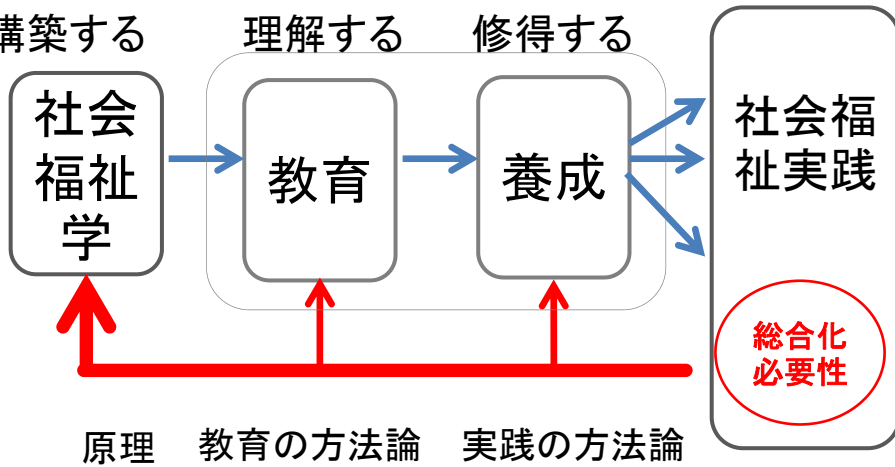 構築する
理解する
修得する
社会
福祉
学
教育
養成
社会福
祉実践
総合化
必要性
原理
教育の方法論
実践の方法論